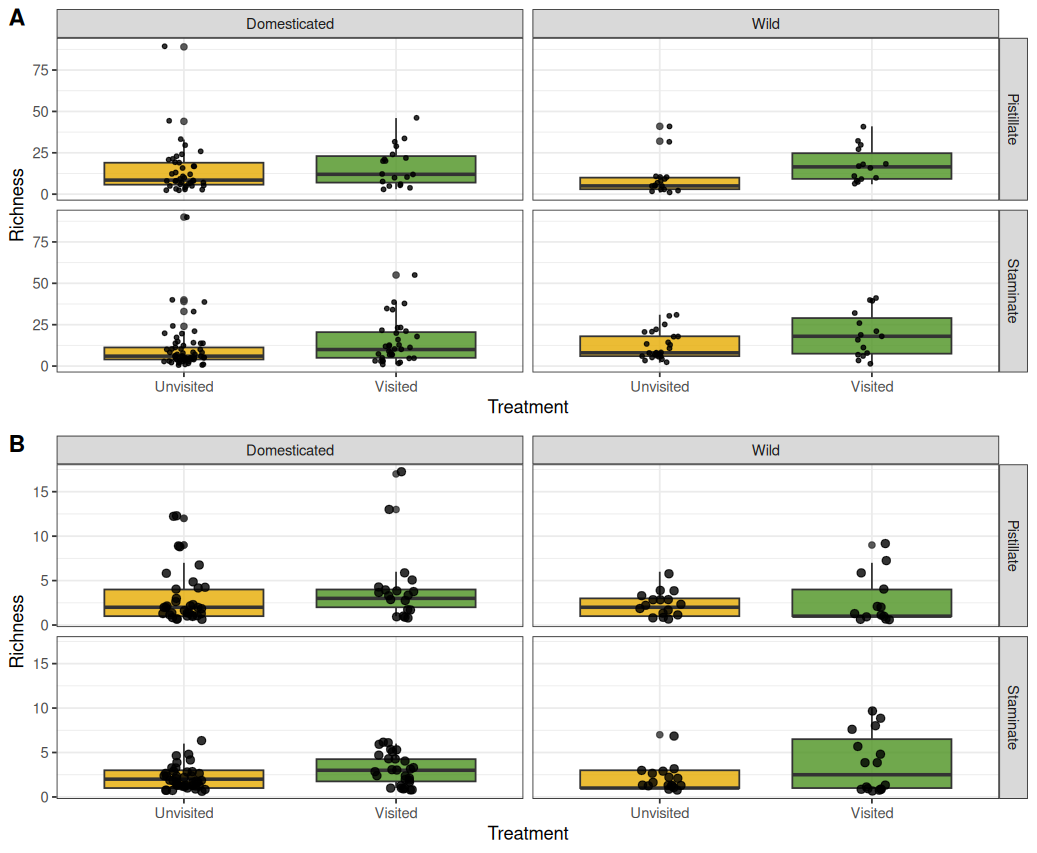 A
Domesticated
Wild
Richness
75
50
25
0
Pistillate
75
50
25
0
Staminate
Unvisited
Visited
Unvisited
Visited
Treatment
B
Domesticated
Wild
Richness
15
10
5
0
Pistillate
15
10
5
0
Staminate
Unvisited
Visited
Unvisited
Visited
Treatment